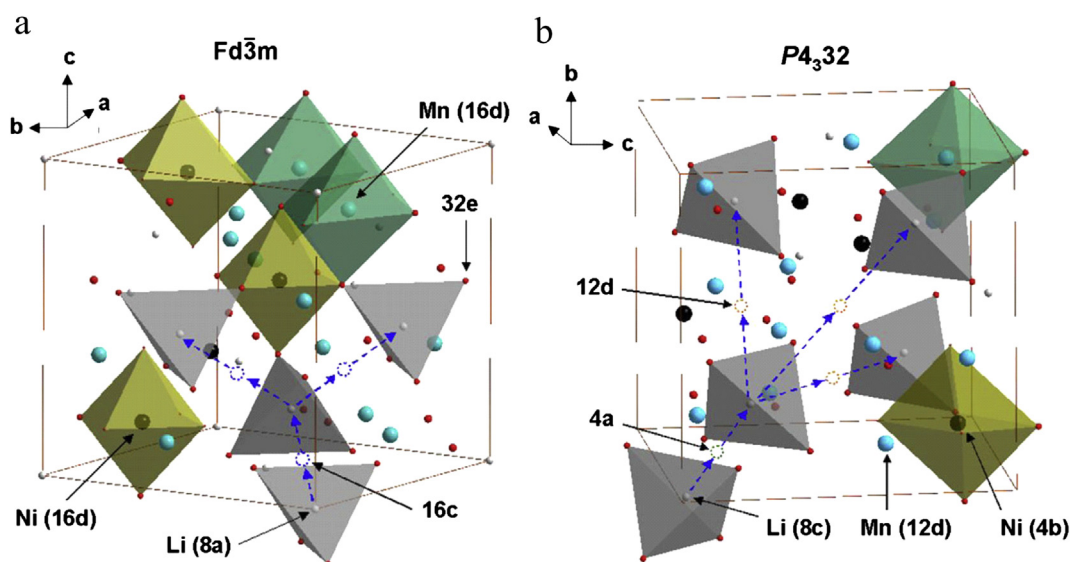 a
Fd3̄m
c
a
b
Mn (16d)
32e
Ni (16d)
Li (8a)
16c
b
P4₃32
b
a
c
12d
4a
Li (8c)
Mn (12d)
Ni (4b)